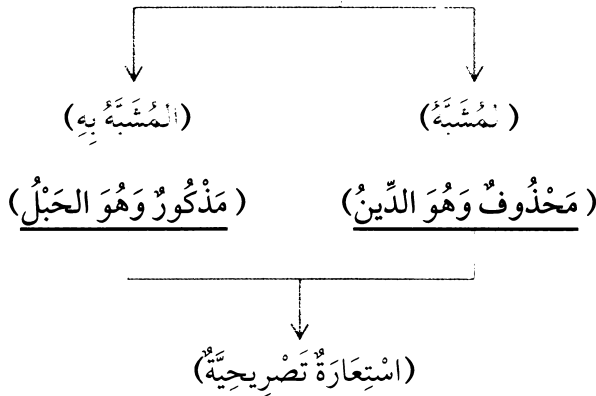 (المُشَبَّهُ) (المُشَبَّهُ بِهِ)
(مَحْذُوفٌ وَهُوَ الدِّينُ) (مَذْكُورٌ وَهُوَ الحَبْلُ)
(اسْتِعَارَةٌ تَصْرِيحِيَّةٌ)